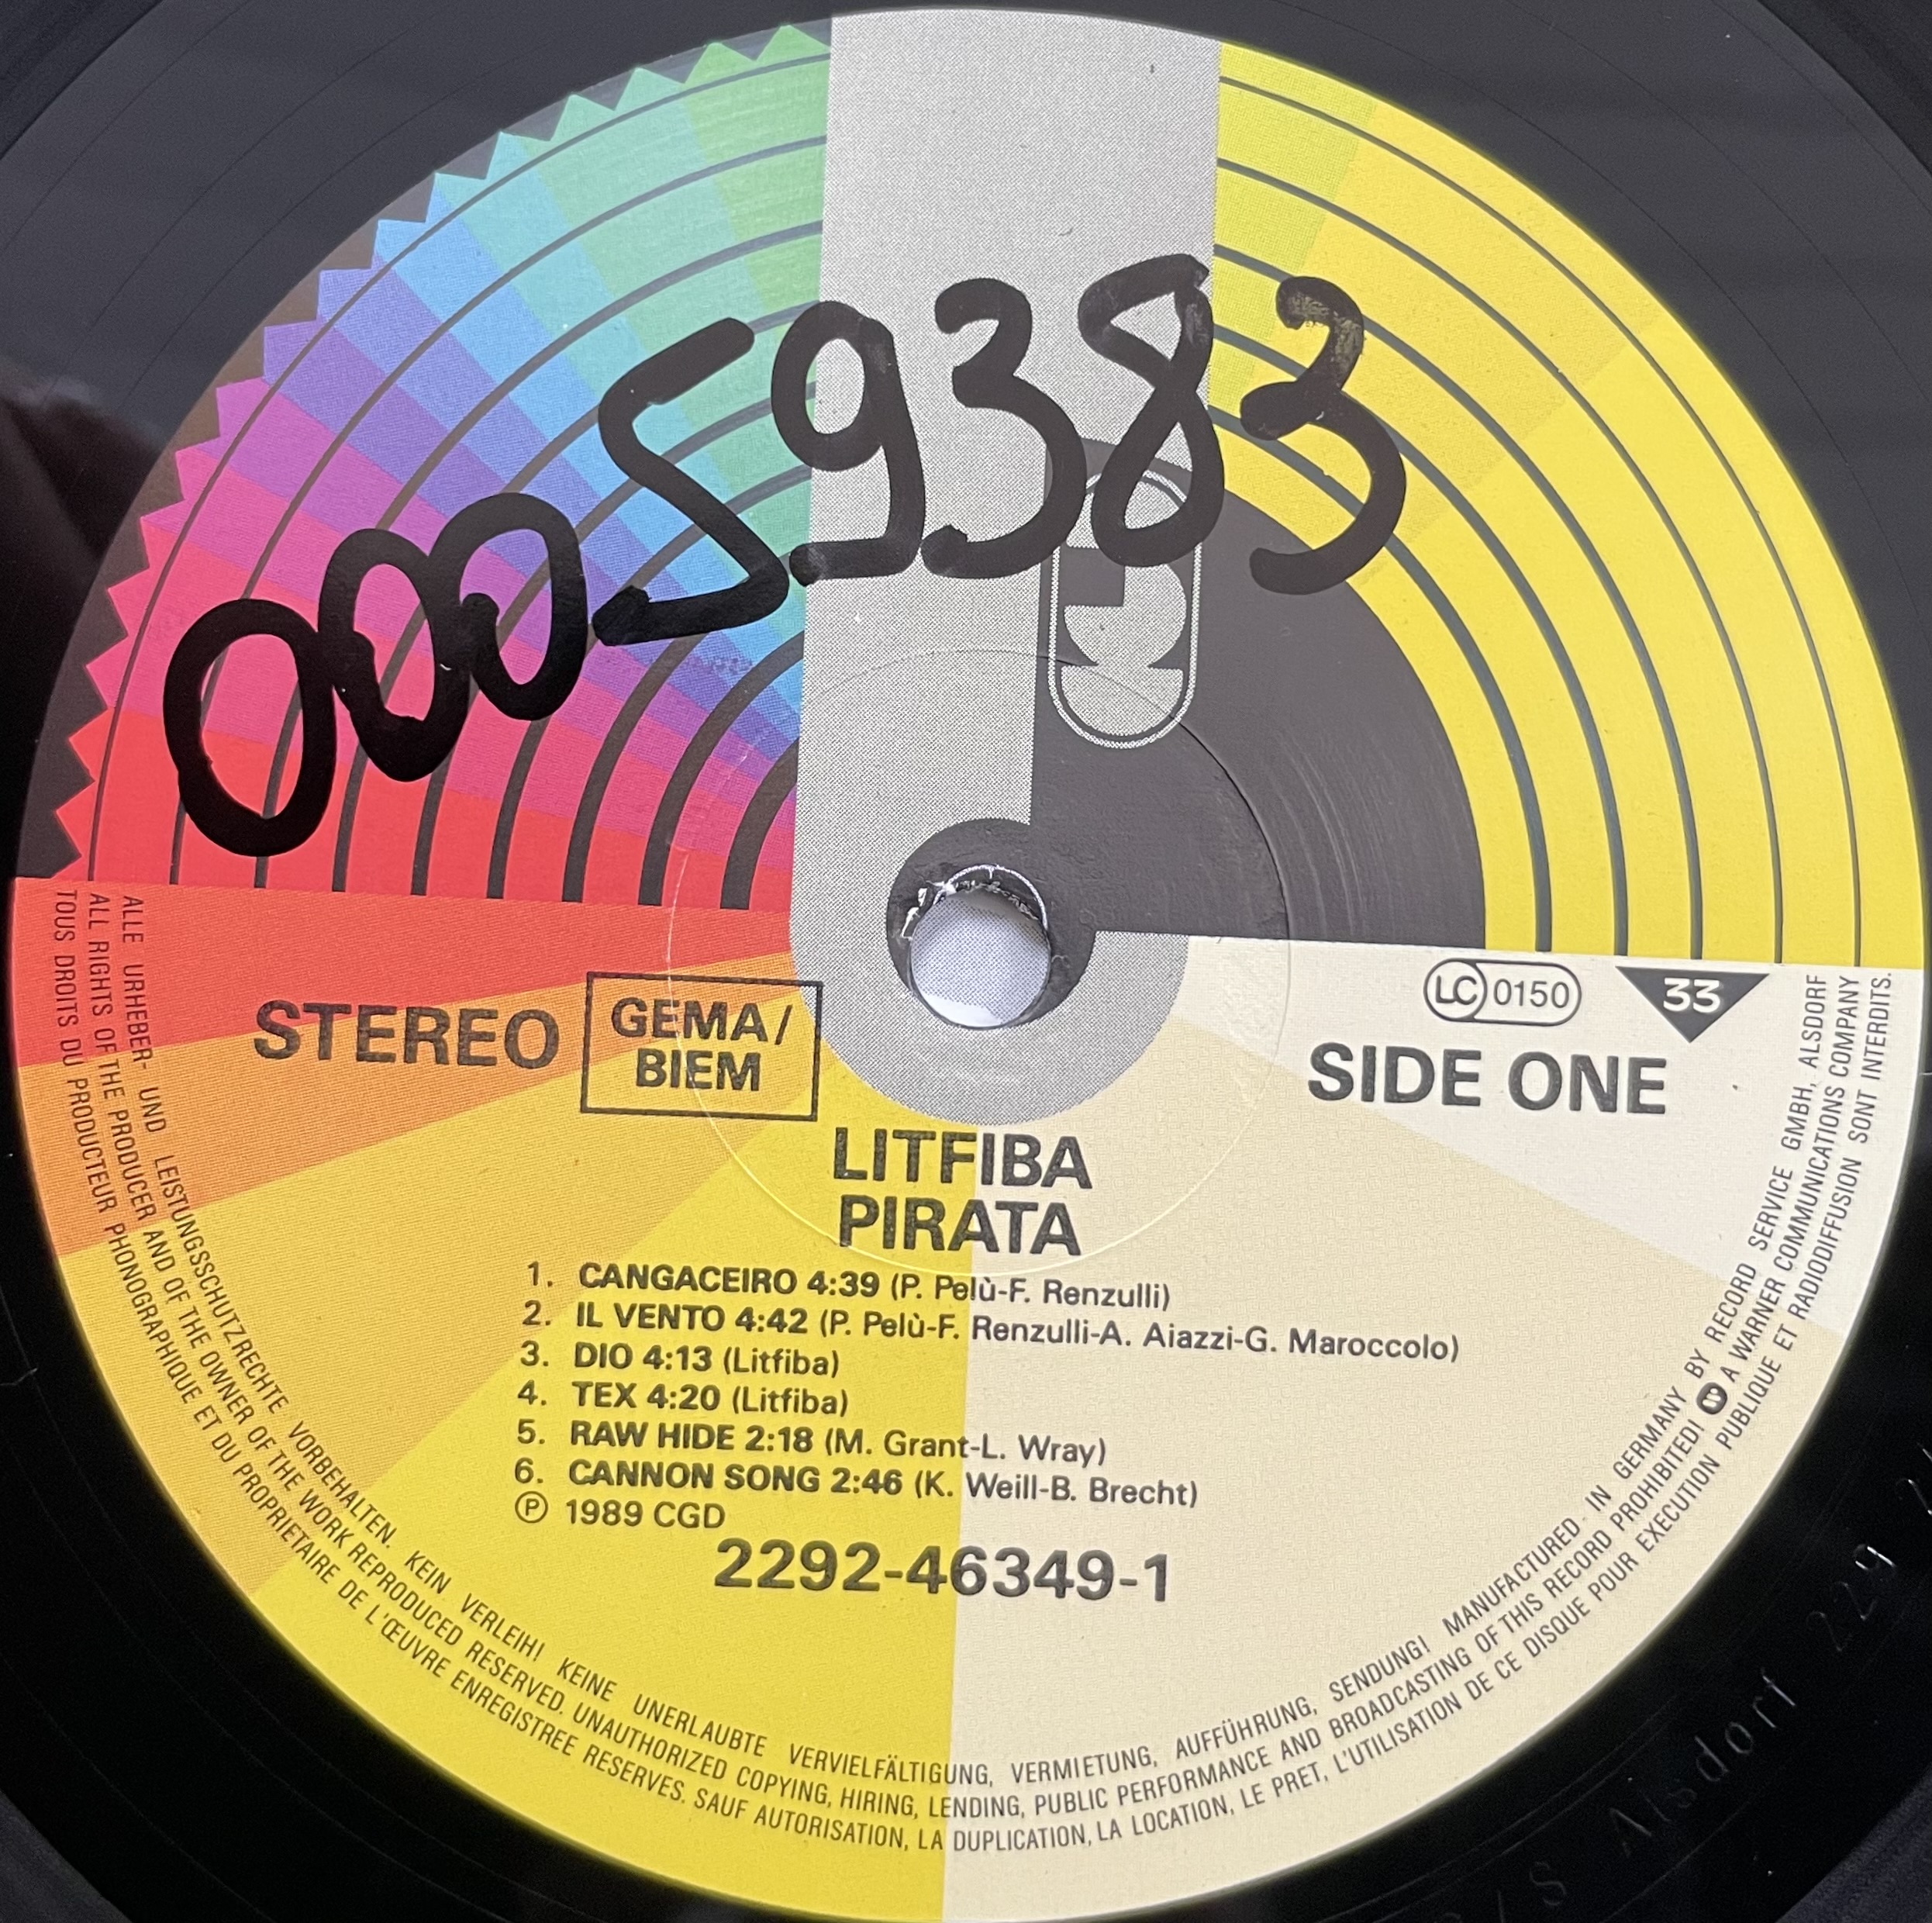 00059383
STEREO
GEMA/
BIEM
LC 0150
33
SIDE ONE
LITFIBA
PIRATA
1. CANGACEIRO 4:39 (P. Pelù-F. Renzulli)
2. IL VENTO 4:42 (P. Pelù-F. Renzulli-A. Aiazzi-G. Maroccolo)
3. DIO 4:13 (Litfiba)
4. TEX 4:20 (Litfiba)
5. RAW HIDE 2:18 (M. Grant-L. Wray)
6. CANNON SONG 2:46 (K. Weill-B. Brecht)
Ⓟ 1989 CGD
2292-46349-1
ALLE URHEBER- UND LEISTUNGSSCHUTZRECHTE VORBEHALTEN. KEIN VERLEIH! KEINE UNERLAUBTE VERVIELFÄLTIGUNG, VERMIETUNG, AUFFÜHRUNG, SENDUNG! MANUFACTURED IN GERMANY BY RECORD SERVICE GMBH, ALSDORF
ALL RIGHTS OF THE PRODUCER AND OF THE OWNER OF THE WORK REPRODUCED RESERVED. UNAUTHORIZED COPYING, HIRING, LENDING, PUBLIC PERFORMANCE AND BROADCASTING OF THIS RECORD PROHIBITED! A WARNER COMMUNICATIONS COMPANY
TOUS DROITS DU PRODUCTEUR PHONOGRAPHIQUE ET DU PROPRIETAIRE DE L'ŒUVRE ENREGISTREE RESERVES. SAUF AUTORISATION, LA DUPLICATION, LA LOCATION, LE PRET, L'UTILISATION DE CE DISQUE POUR EXECUTION PUBLIQUE ET RADIODIFFUSION SONT INTERDITS.
R/S Alsdorf 229